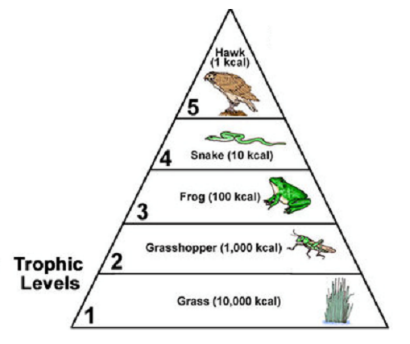 Hawk
(1 kcal)
5
4
Snake (10 kcal)
3
Frog (100 kcal)
2
Grasshopper (1,000 kcal)
Trophic
Levels
1
Grass (10,000 kcal)